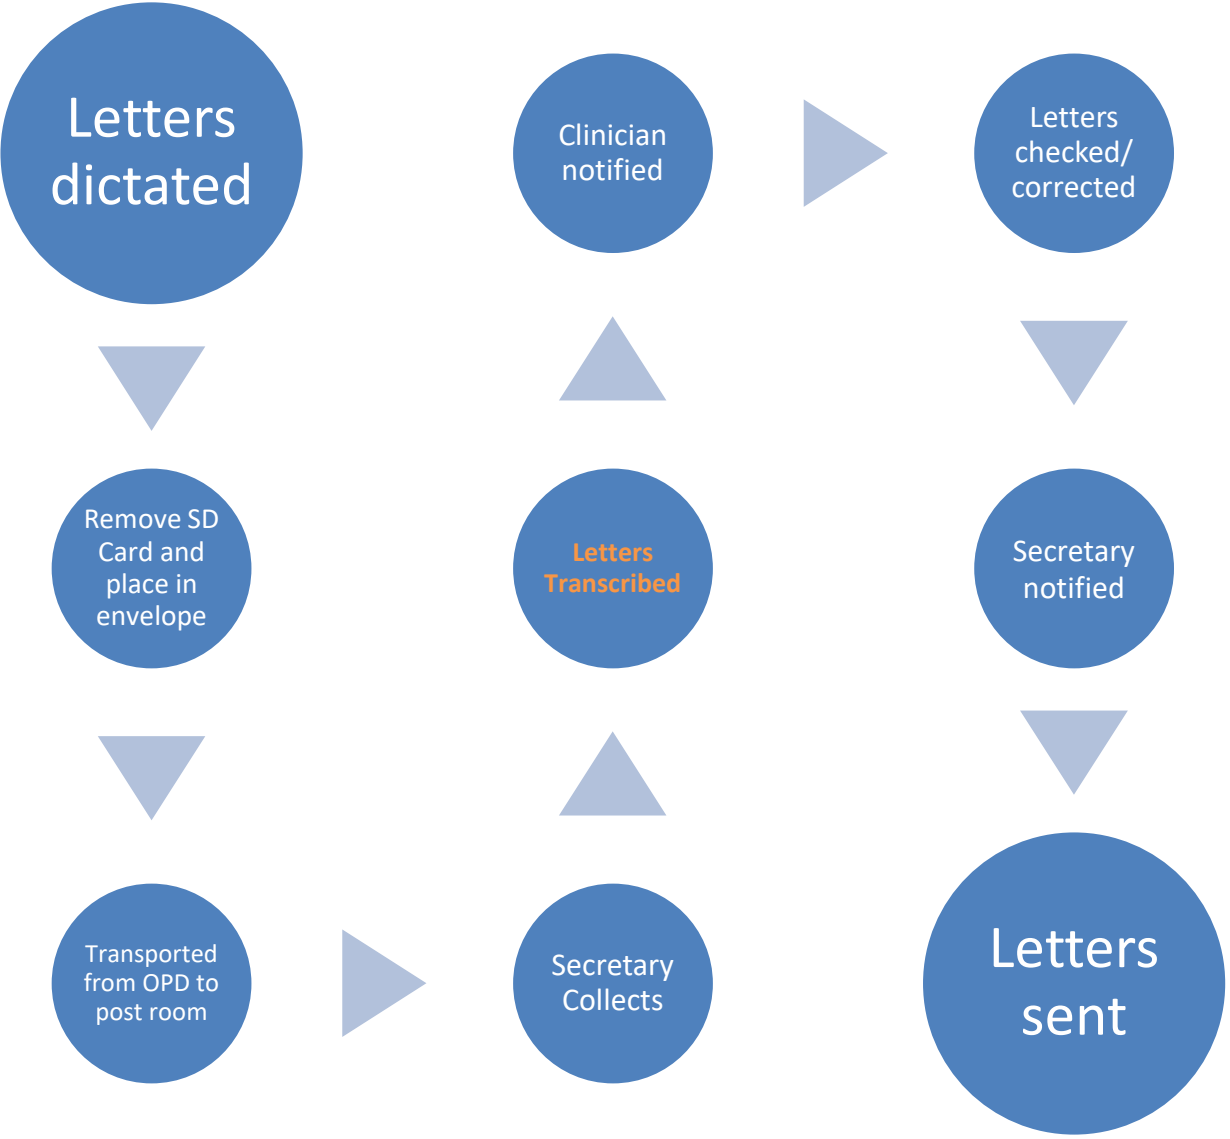 Letters
dictated
Remove SD
Card and
place in
envelope
Transported
from OPD to
post room
Secretary
Collects
Letters
Transcribed
Clinician
notified
Letters
checked/
corrected
Secretary
notified
Letters
sent